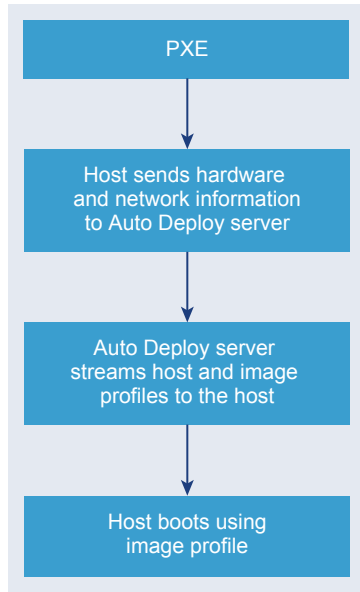 PXE
Host sends hardware
and network information
to Auto Deploy server
Auto Deploy server
streams host and image
profiles to the host
Host boots using
image profile